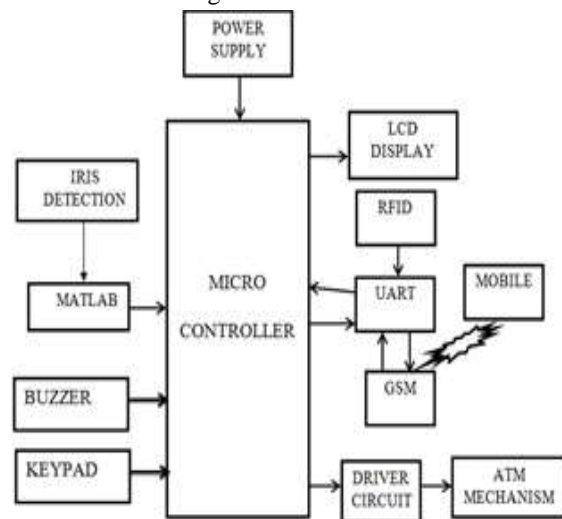 POWER
SUPPLY
LCD
DISPLAY
IRIS
DETECTION
RFID
MATLAB
MICRO
CONTROLLER
UART
MOBILE
GSM
BUZZER
KEYPAD
DRIVER
CIRCUIT
ATM
MECHANISM